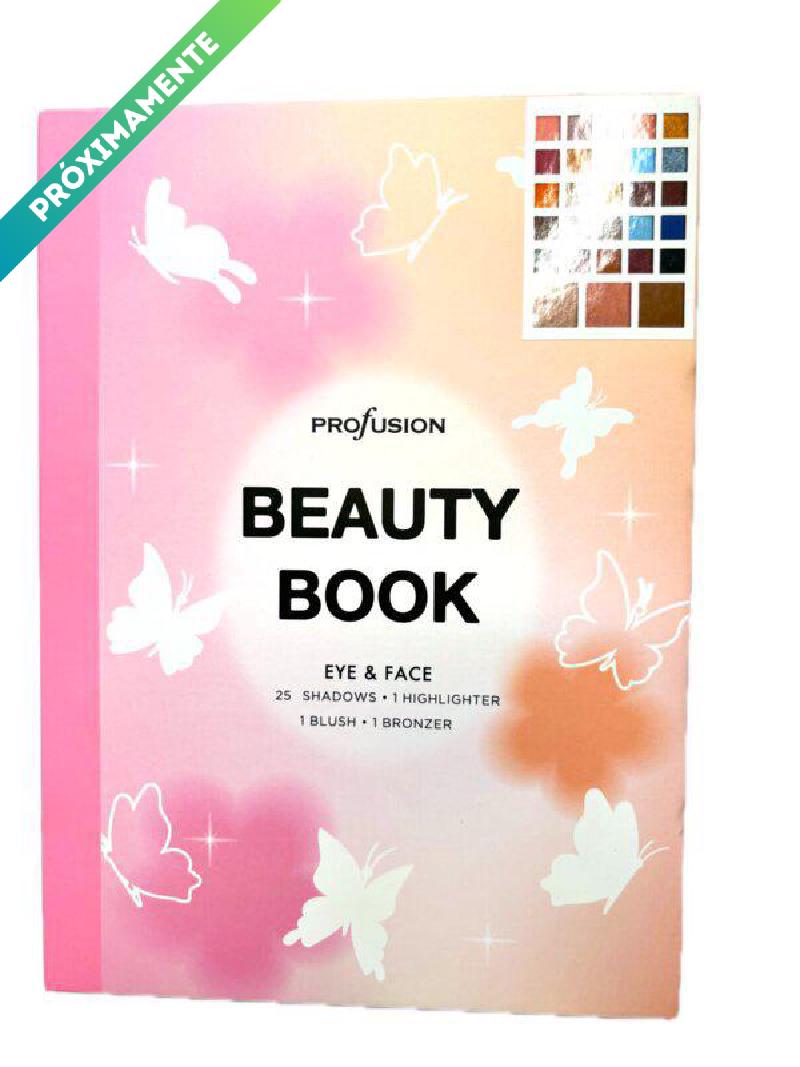 PRÓXIMAMENTE
PROfUSION
BEAUTY
BOOK
EYE & FACE
25 SHADOWS • 1 HIGHLIGHTER
1 BLUSH • 1 BRONZER